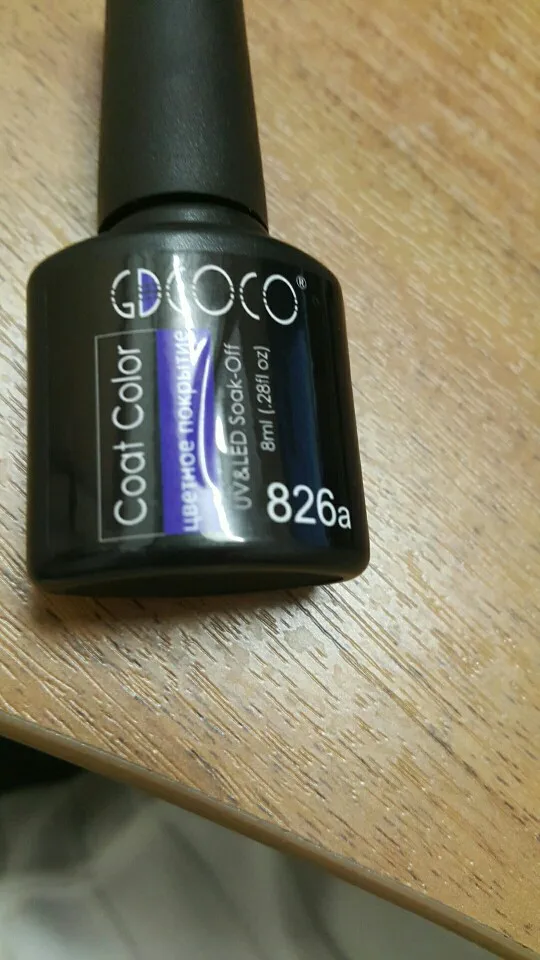 GDCOCO®
Coat Color
цветное покрытие
UV&LED Soak-Off
8ml (.28fl oz)
826a